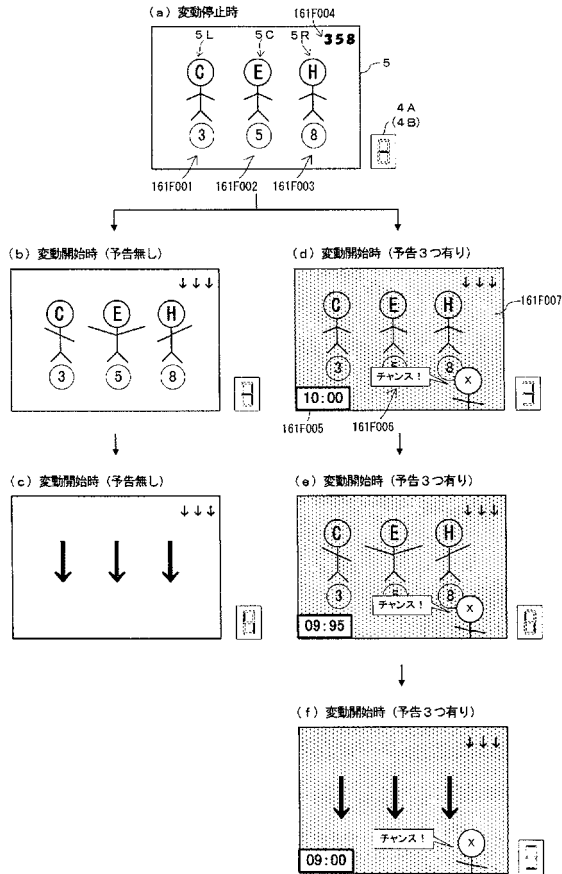 (a) 変動停止時
161F004
5L 5C 5R
358
C E H
5
4A
(4B)
3 5 8
161F001 161F002 161F003
(b) 変動開始時(予告無し)
↓↓↓
C E H
3 5 8
(d) 変動開始時(予告3つ有り)
↓↓↓
161F007
C E H
3 5 8
チャンス!
x
10:00
161F005
161F006
(c) 変動開始時(予告無し)
↓↓↓
↓ ↓ ↓
(e) 変動開始時(予告3つ有り)
↓↓↓
C E H
3 5 8
チャンス!
x
09:95
(f) 変動開始時(予告3つ有り)
↓↓↓
↓ ↓ ↓
チャンス!
x
09:00